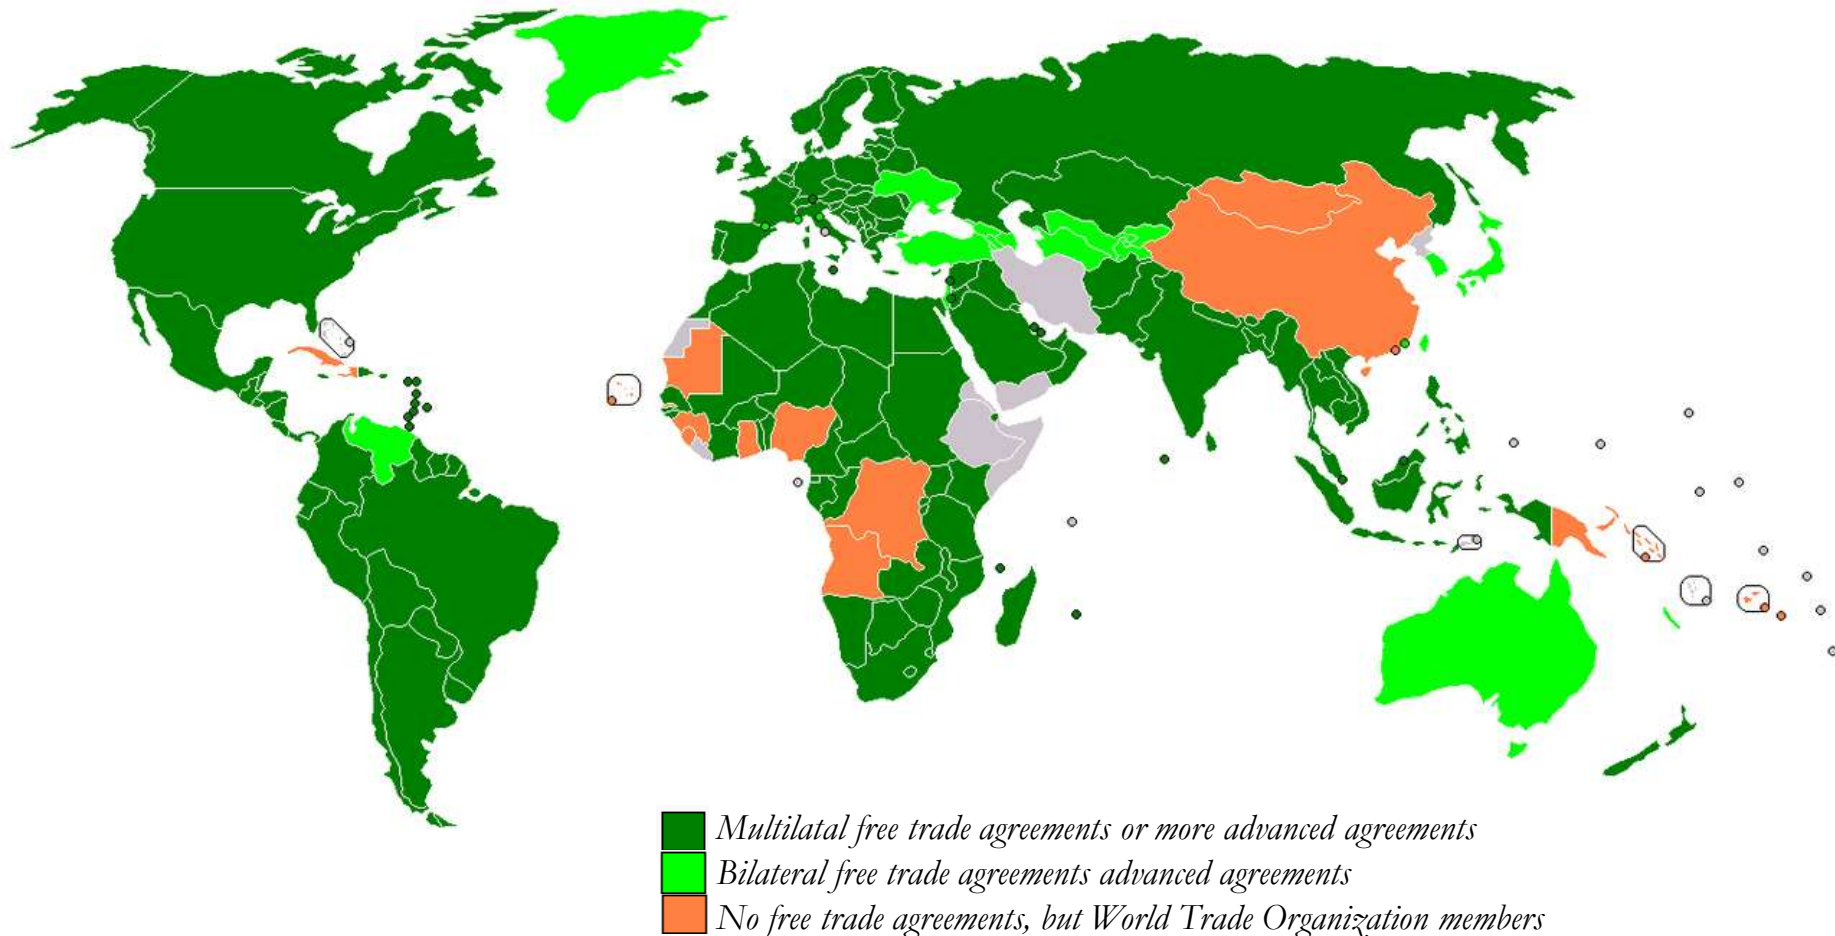 Multilatal free trade agreements or more advanced agreements
Bilateral free trade agreements advanced agreements
No free trade agreements, but World Trade Organization members